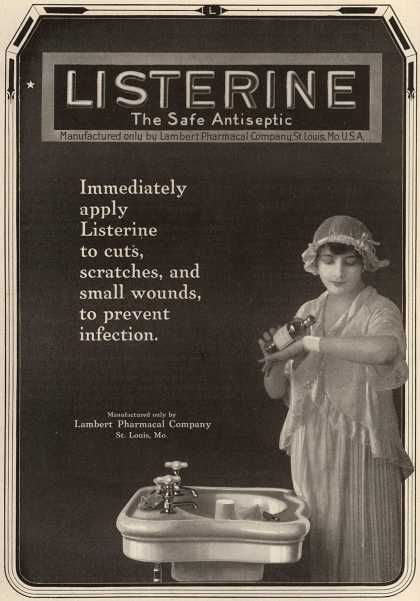 L
LISTERINE
The Safe Antiseptic
Manufactured only by Lambert Pharmacal Company, St. Louis, Mo. U.S.A.
Immediately
apply
Listerine
to cuts,
scratches, and
small wounds,
to prevent
infection.
Manufactured only by
Lambert Pharmacal Company
St. Louis, Mo.